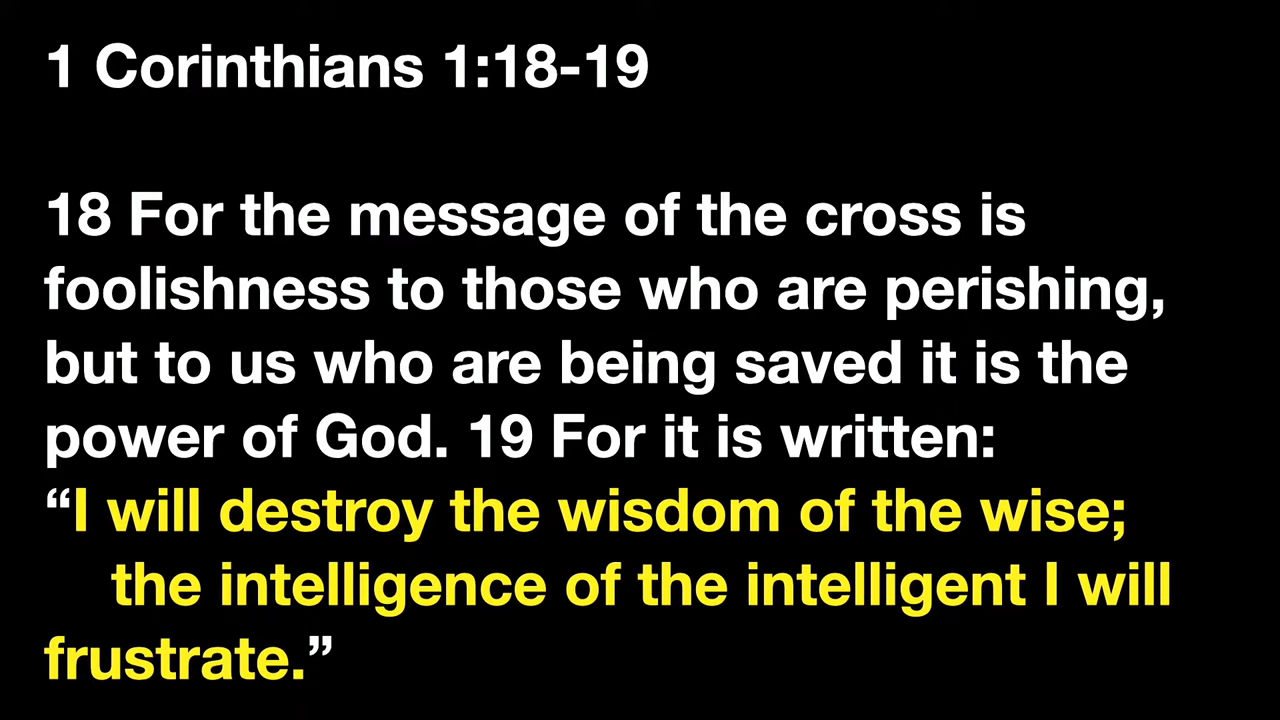 1 Corinthians 1:18-19
18 For the message of the cross is
foolishness to those who are perishing,
but to us who are being saved it is the
power of God. 19 For it is written:
“I will destroy the wisdom of the wise;
the intelligence of the intelligent I will
frustrate.”